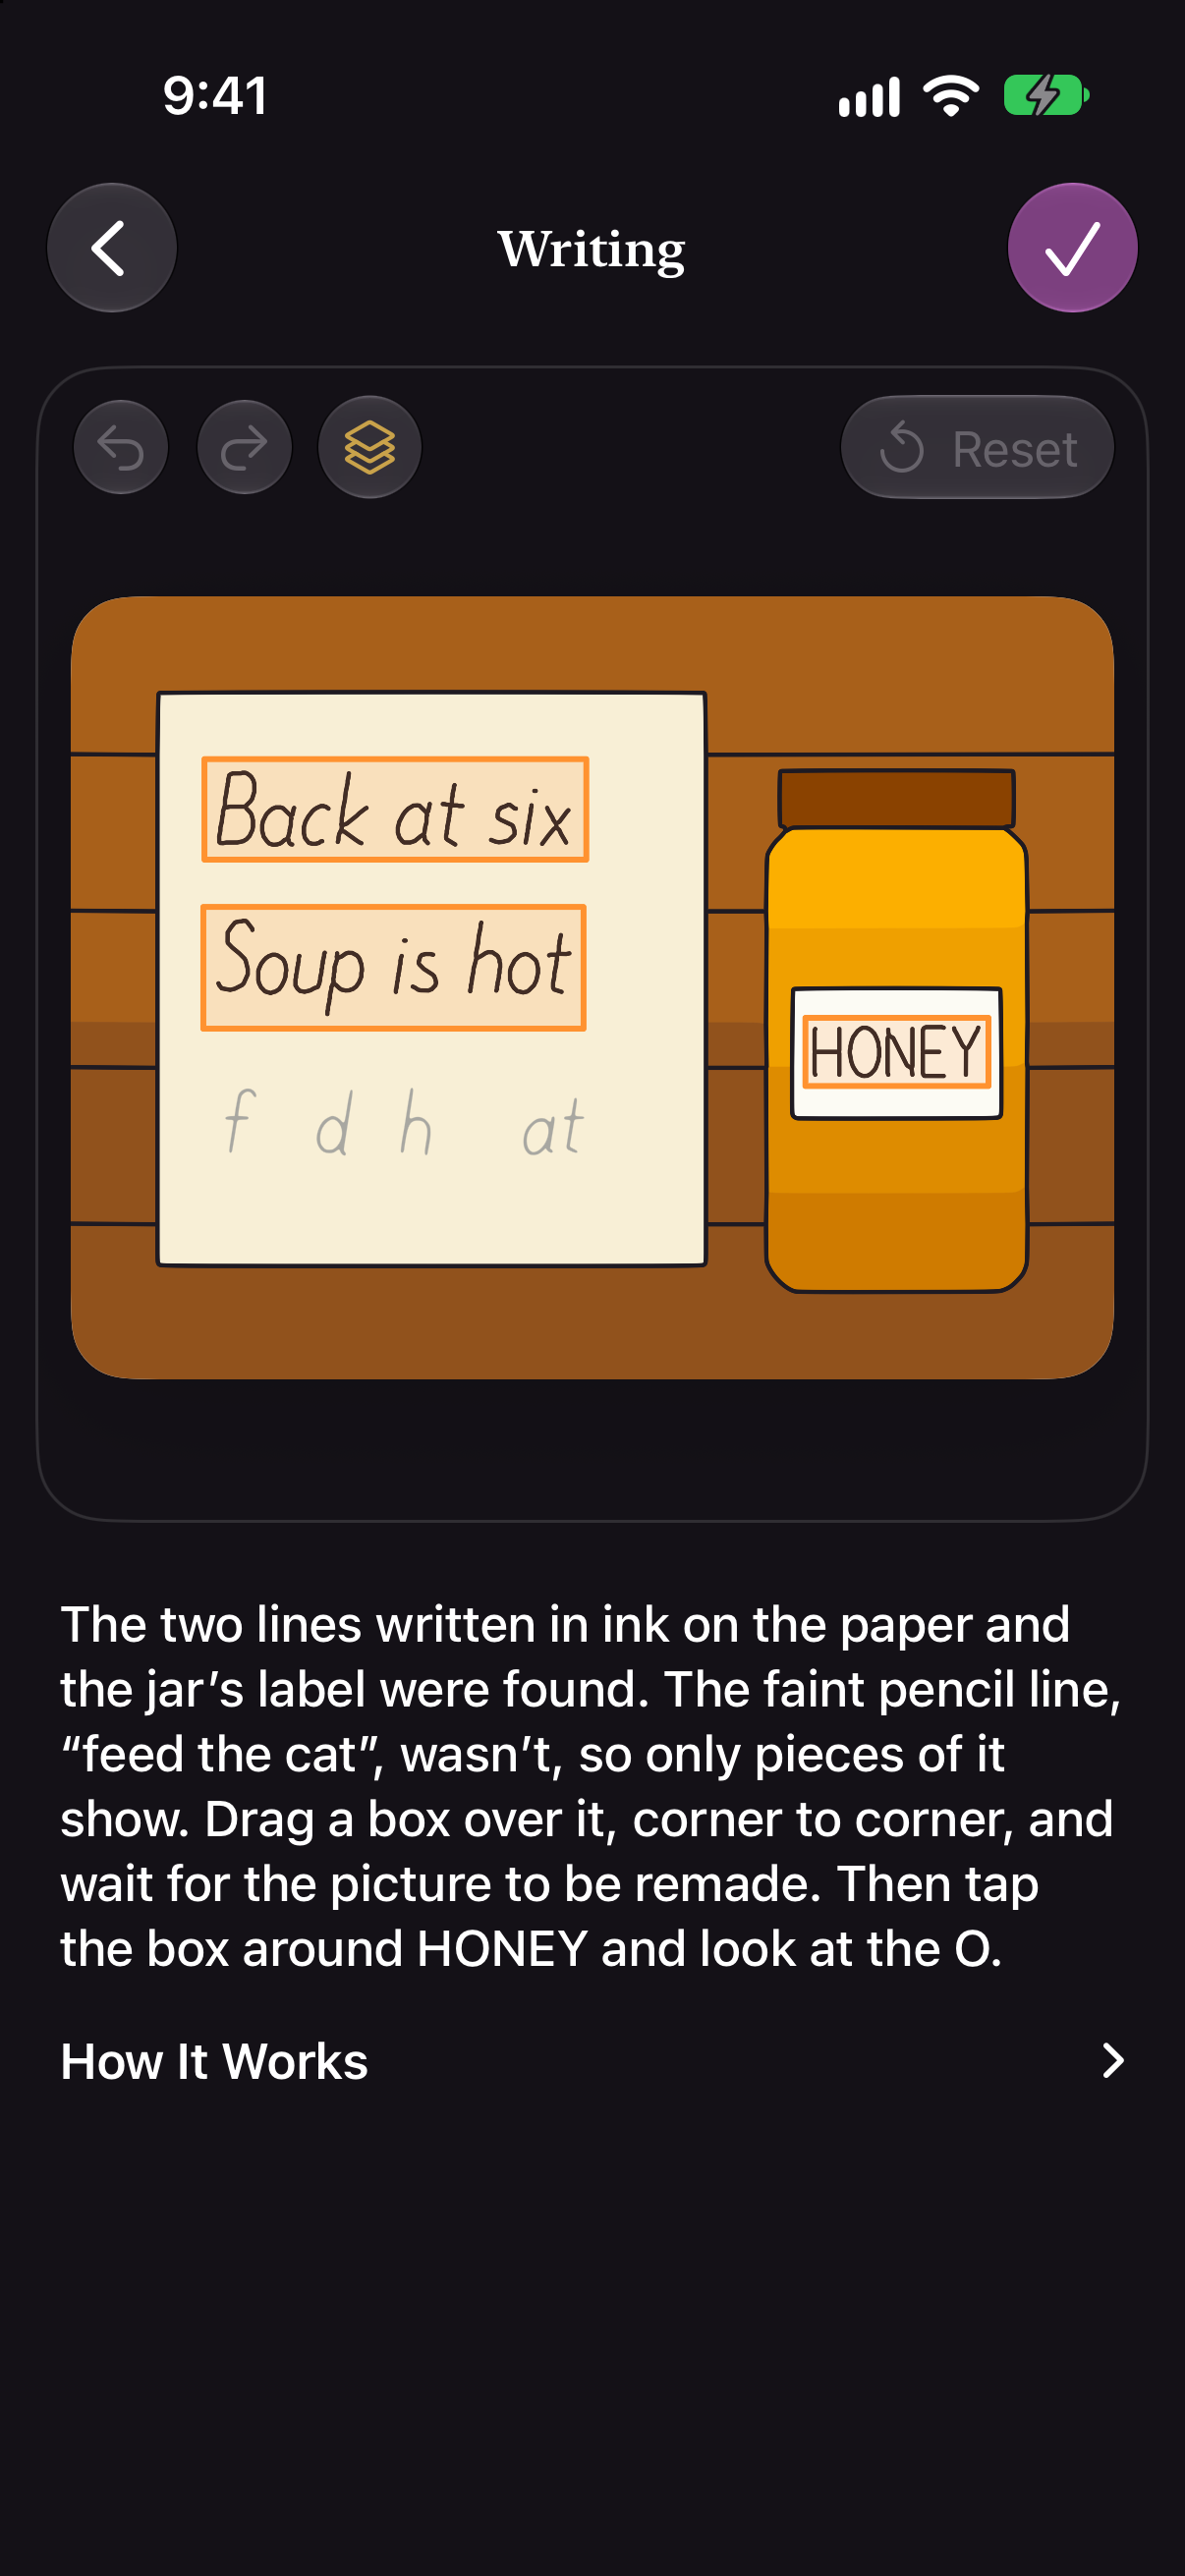 9:41
Writing
Reset
Back at six
Soup is hot
f d h at
HONEY
The two lines written in ink on the paper and
the jar’s label were found. The faint pencil line,
“feed the cat”, wasn’t, so only pieces of it
show. Drag a box over it, corner to corner, and
wait for the picture to be remade. Then tap
the box around HONEY and look at the O.
How It Works